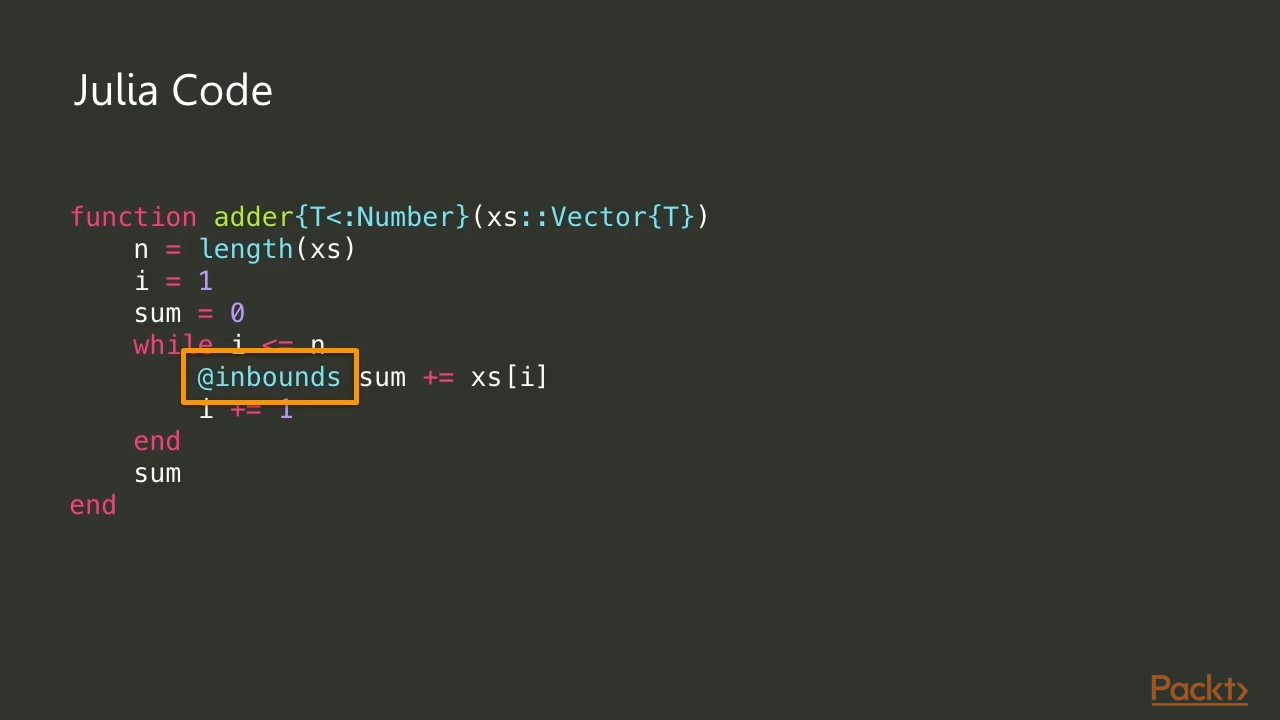 Julia Code
function adder{T<:Number}(xs::Vector{T})
    n = length(xs)
    i = 1
    sum = 0
    while i <= n
        @inbounds sum += xs[i]
        i += 1
    end
    sum
end
Packt>